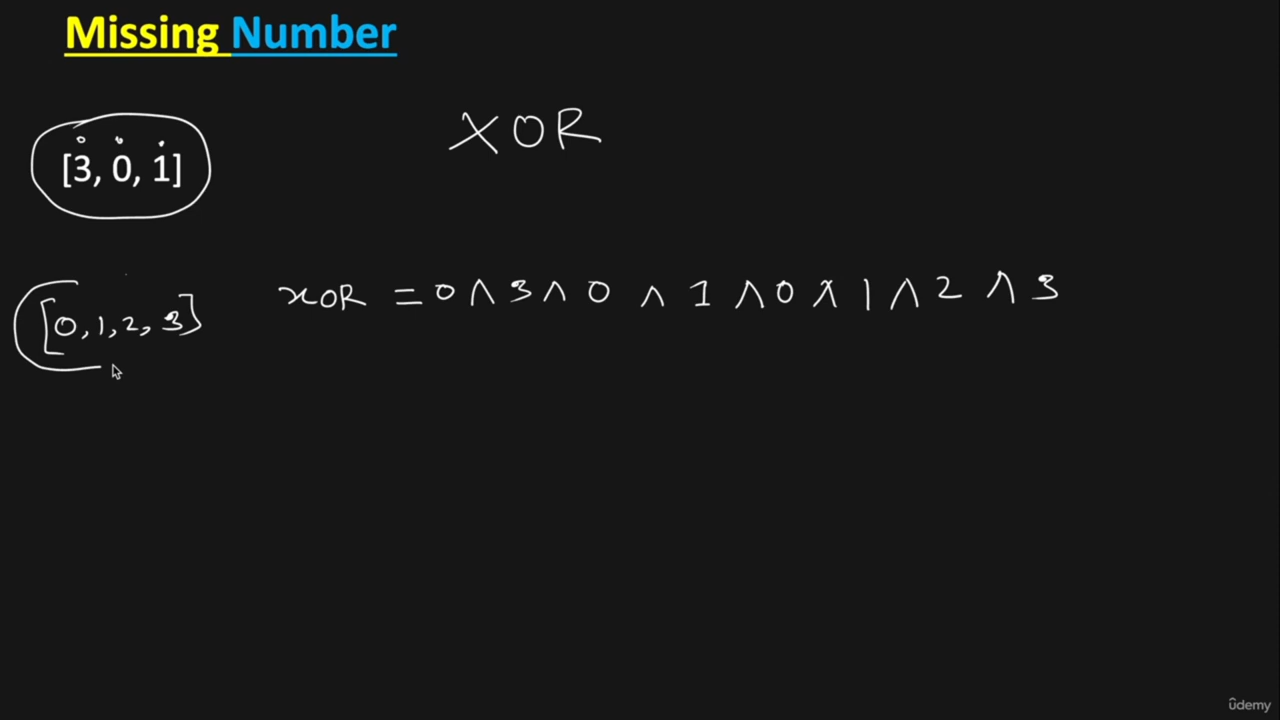 Missing Number
XOR
[3, 0, 1]
[0, 1, 2, 3]
xOR = 0 ^ 3 ^ 0 ^ 1 ^ 0 ^ 1 ^ 2 ^ 3
ûdemy